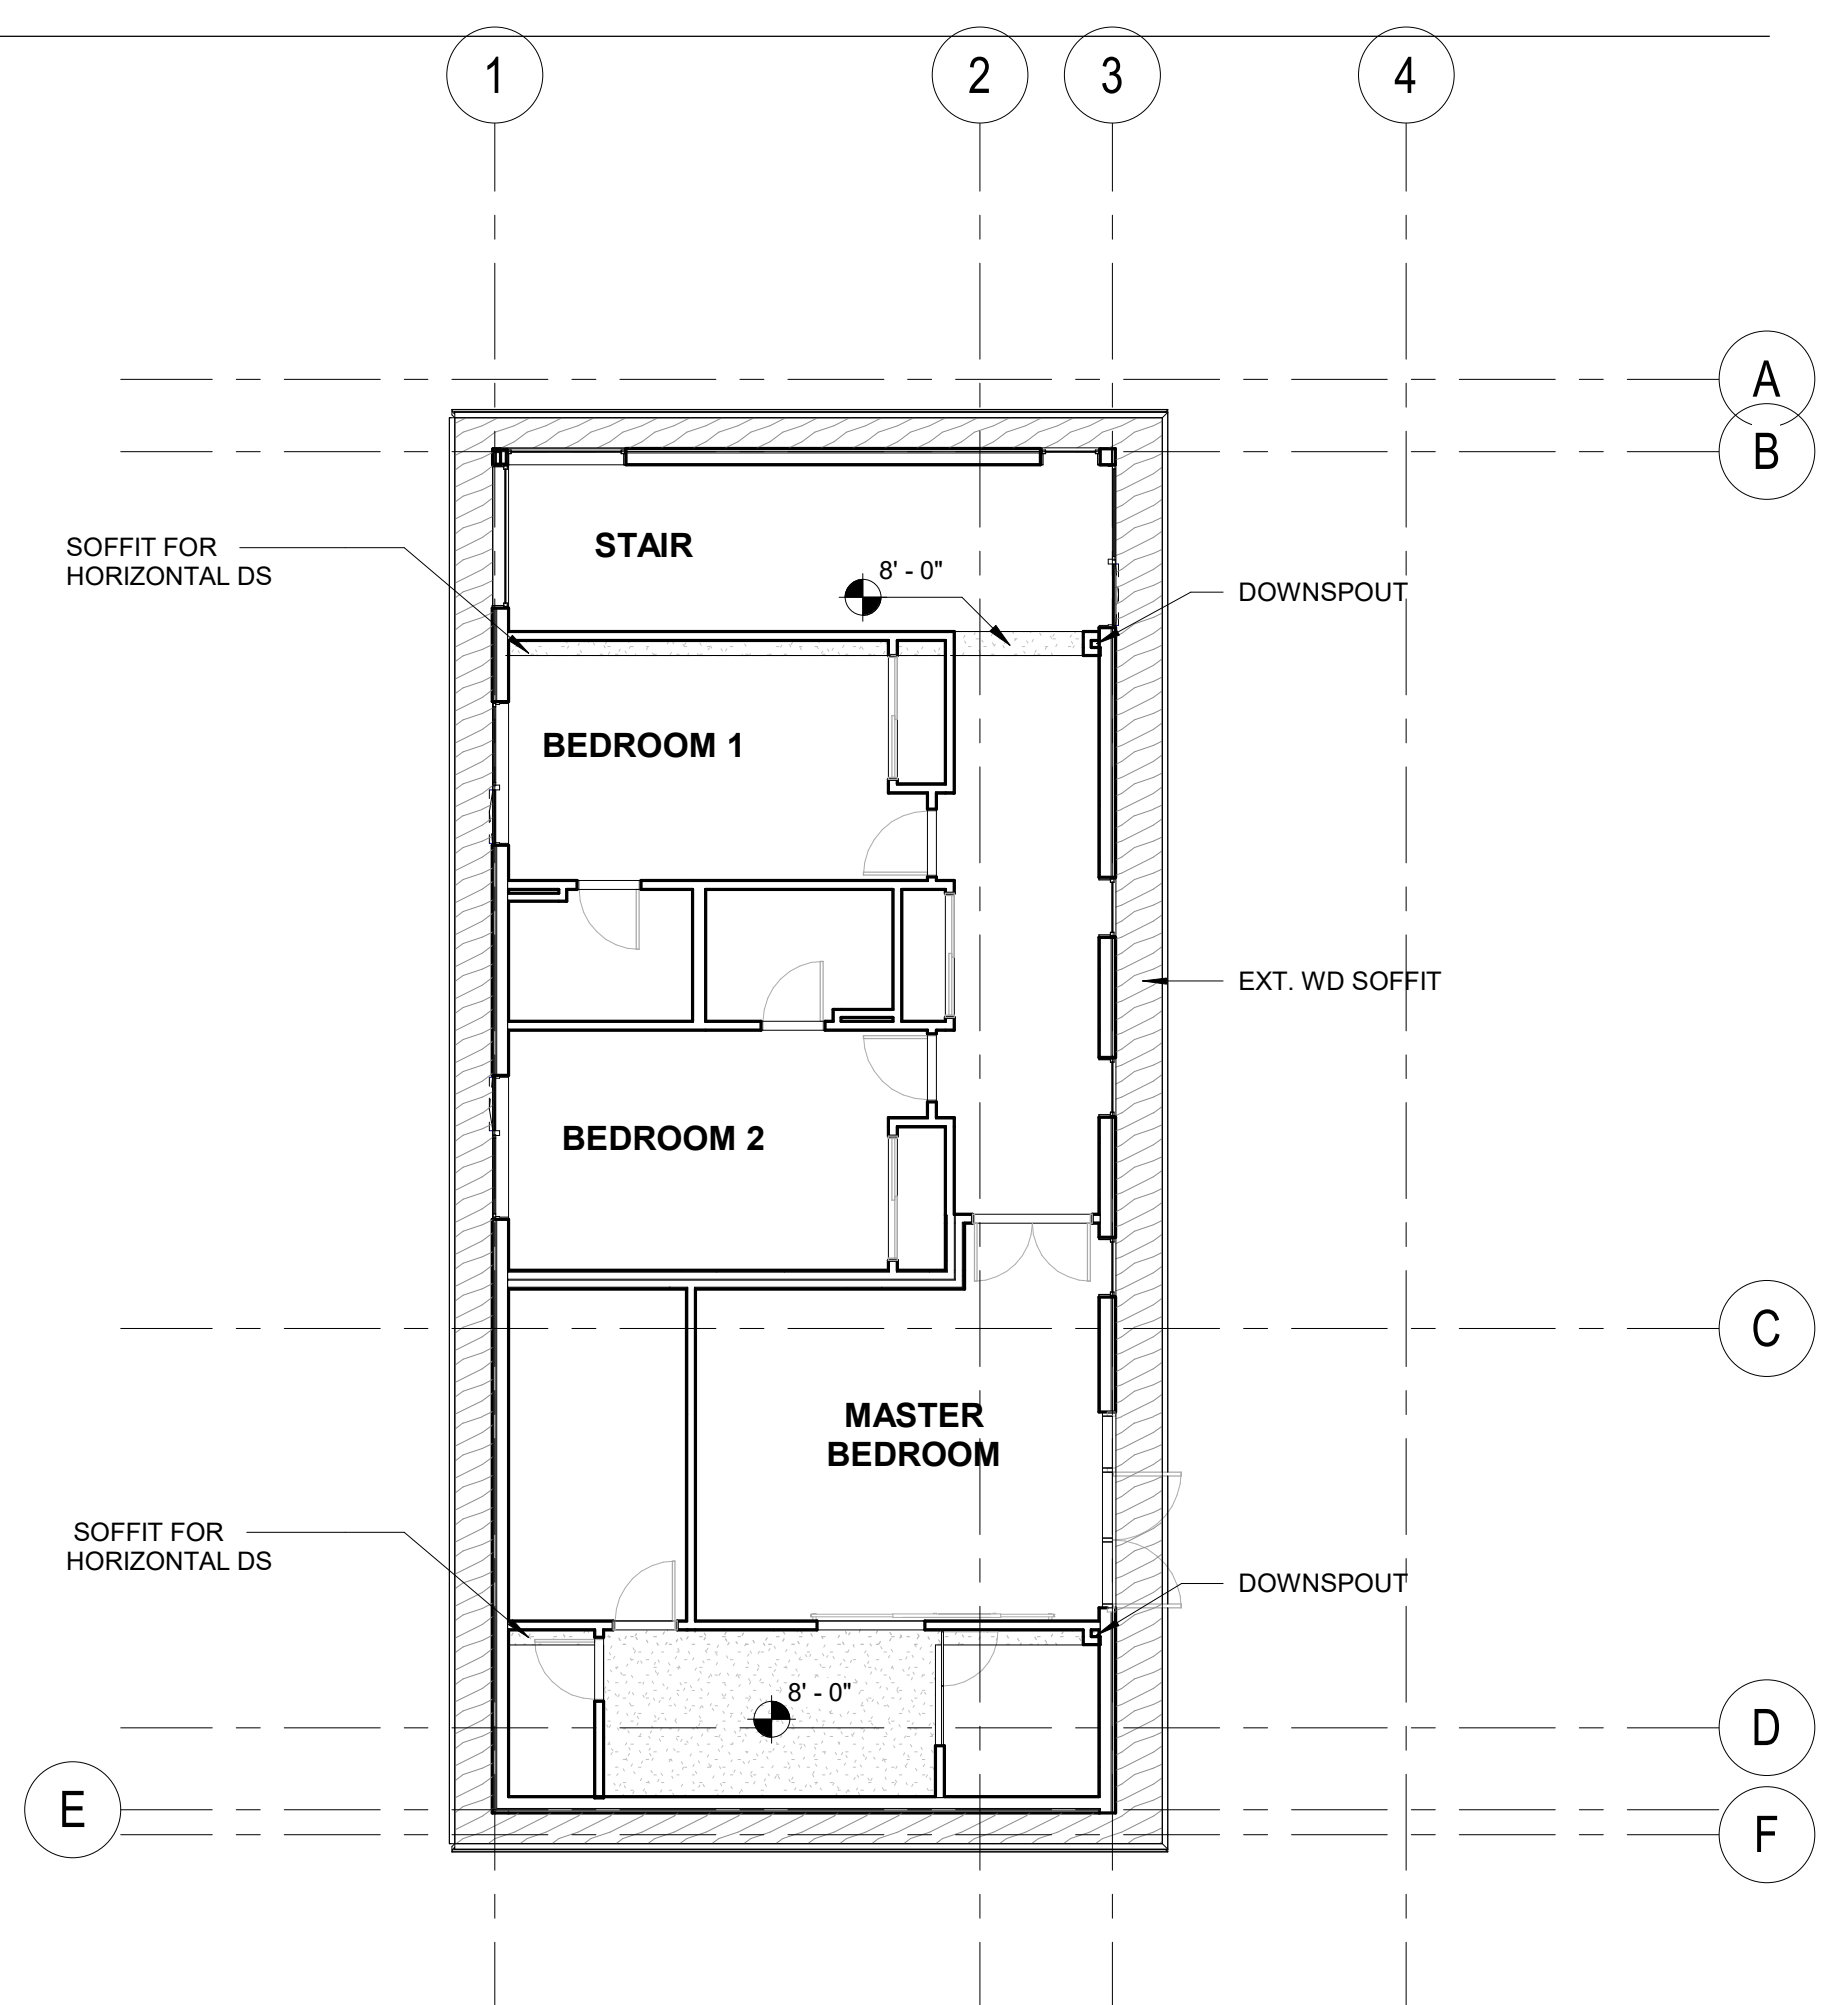 1
2
3
4
A
B
STAIR
SOFFIT FOR
HORIZONTAL DS
8' - 0"
DOWNSPOUT
BEDROOM 1
EXT. WD SOFFIT
BEDROOM 2
C
MASTER
BEDROOM
SOFFIT FOR
HORIZONTAL DS
DOWNSPOUT
8' - 0"
D
E
F